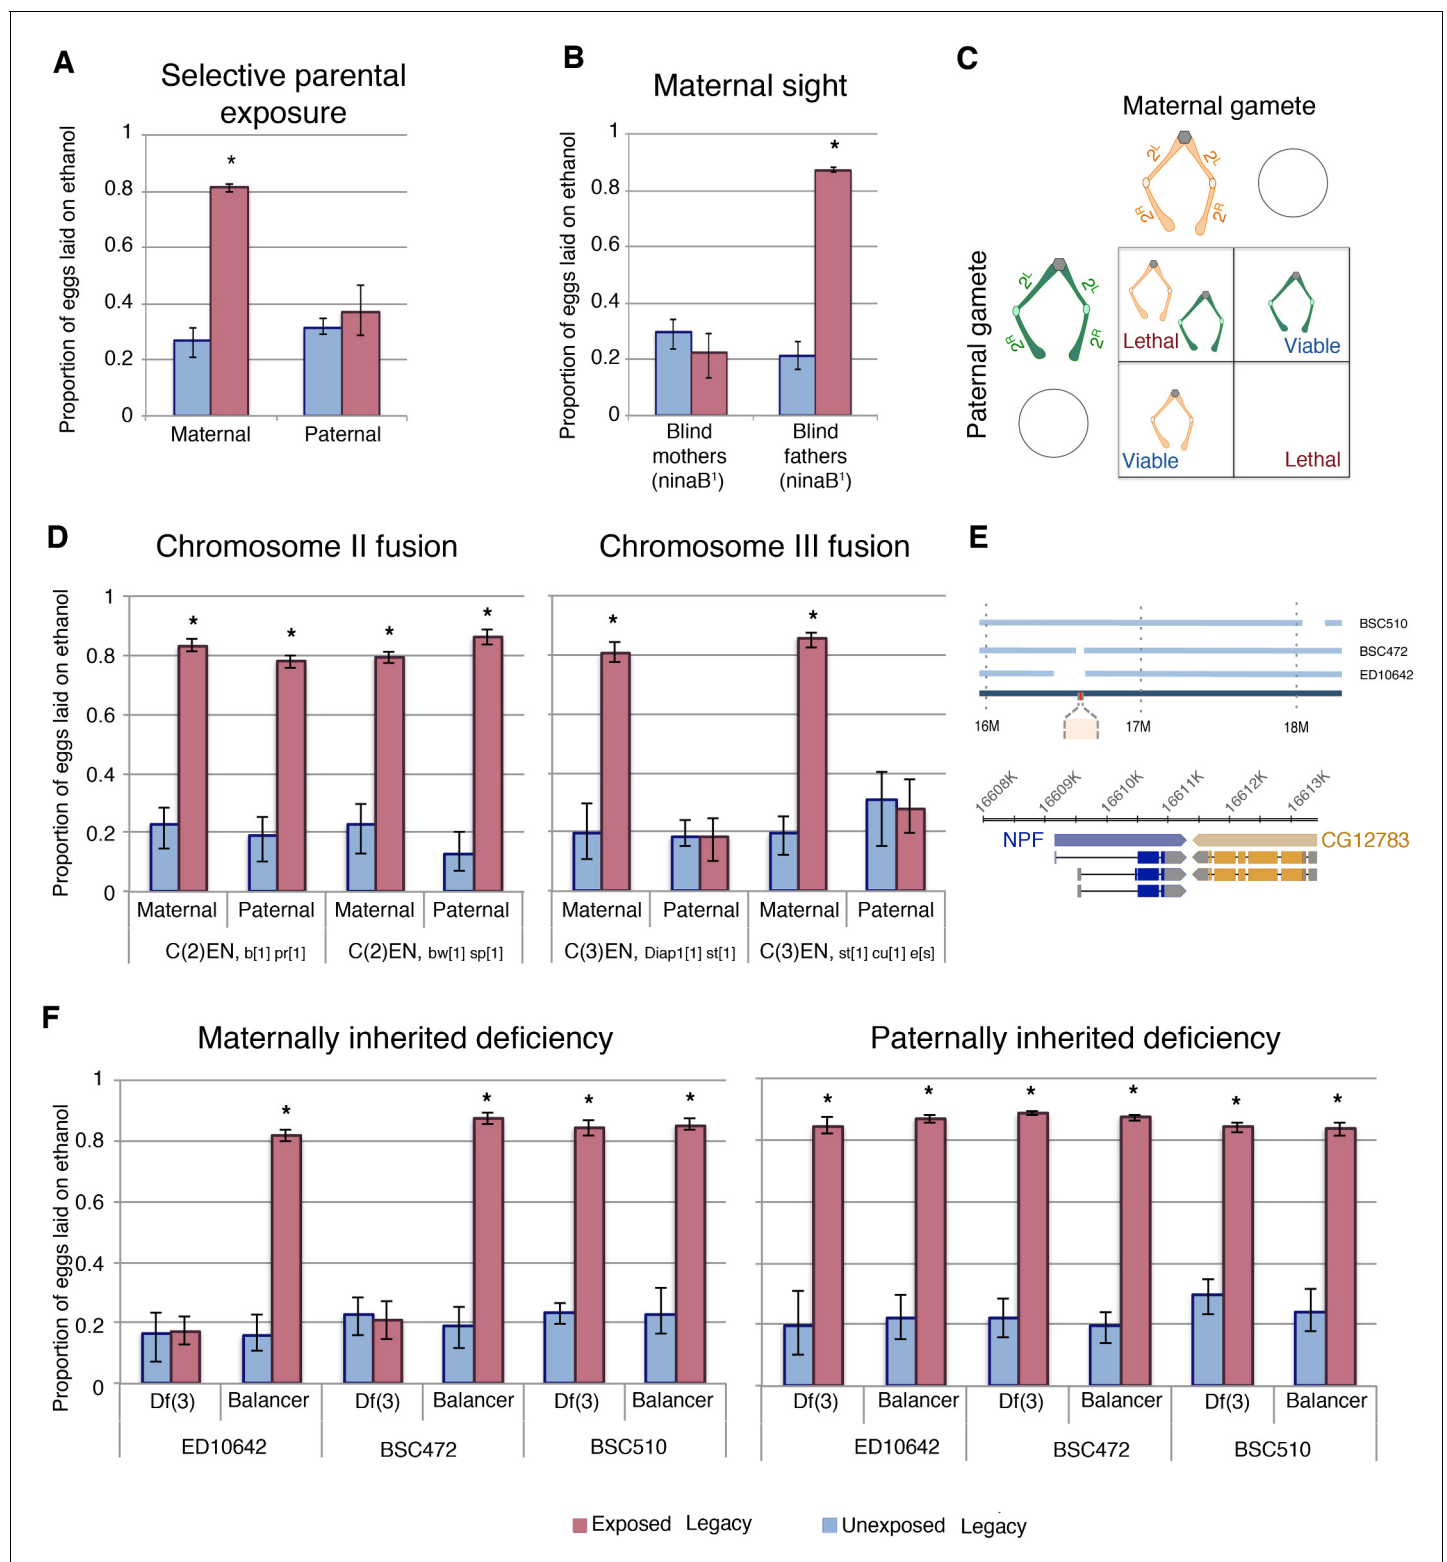 A
Selective parental
exposure
Proportion of eggs laid on ethanol
1
0.8
0.6
0.4
0.2
0
*
Maternal
Paternal
B
Maternal sight
Proportion of eggs laid on ethanol
1
0.8
0.6
0.4
0.2
0
*
Blind
mothers
(ninaB¹)
Blind
fathers
(ninaB¹)
C
Maternal gamete
2L 2L
2R 2R
Paternal gamete
2L 2L
2R 2R
Lethal
Viable
Viable
Lethal
D
Chromosome II fusion
Proportion of eggs laid on ethanol
1
0.8
0.6
0.4
0.2
0
* * * *
Maternal Paternal Maternal Paternal
C(2)EN, b[1] pr[1] C(2)EN, bw[1] sp[1]
Chromosome III fusion
* *
Maternal Paternal Maternal Paternal
C(3)EN, Diap1[1] st[1] C(3)EN, st[1] cu[1] e[s]
E
BSC510
BSC472
ED10642
16M 17M 18M
16608K 16609K 16610K 16611K 16612K 16613K
NPF CG12783
F
Maternally inherited deficiency
Proportion of eggs laid on ethanol
1
0.8
0.6
0.4
0.2
0
* * * *
Df(3) Balancer Df(3) Balancer Df(3) Balancer
ED10642 BSC472 BSC510
Paternally inherited deficiency
* * * * * *
Df(3) Balancer Df(3) Balancer Df(3) Balancer
ED10642 BSC472 BSC510
Exposed Legacy Unexposed Legacy